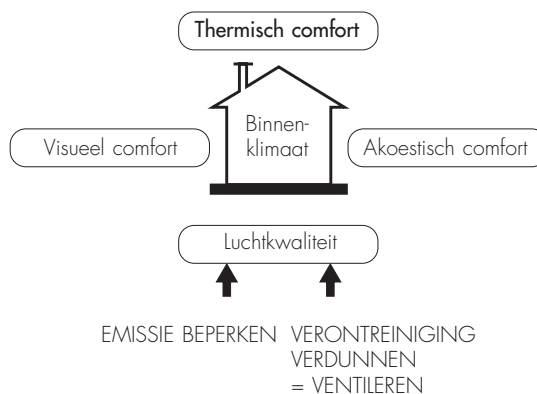 Thermisch comfort
Binnen-
klimaat
Visueel comfort
Akoestisch comfort
Luchtkwaliteit
EMISSIE BEPERKEN
VERONTREINIGING
VERDUNNEN
= VENTILEREN